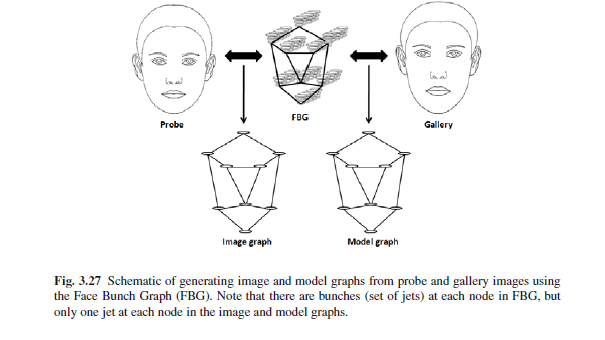 Probe
FBG
Gallery
Image graph
Model graph
Fig. 3.27 Schematic of generating image and model graphs from probe and gallery images using
the Face Bunch Graph (FBG). Note that there are bunches (set of jets) at each node in FBG, but
only one jet at each node in the image and model graphs.